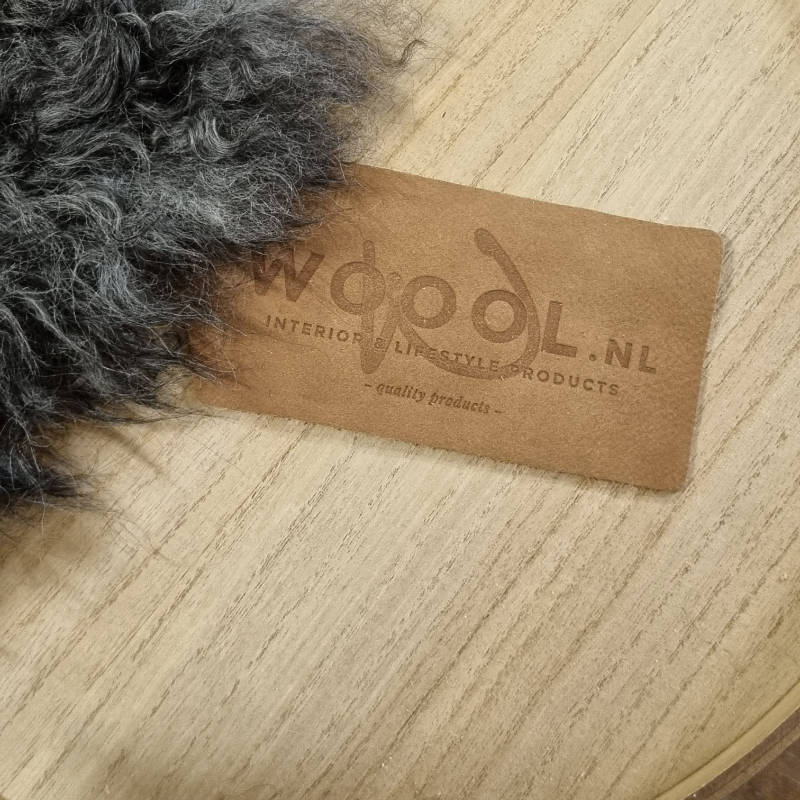 WOOOL.NL
INTERIOR & LIFESTYLE PRODUCTS
- quality products -